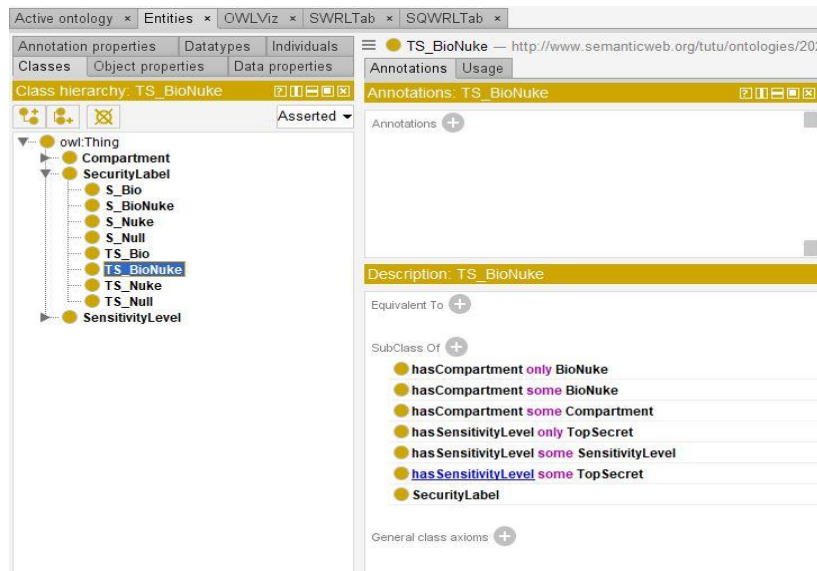 Active ontology × Entities × OWLViz × SWRLTab × SQWRLTab ×
Annotation properties Datatypes Individuals
Classes Object properties Data properties
Class hierarchy: TS_BioNuke
Asserted
owl:Thing
Compartment
SecurityLabel
S_Bio
S_BioNuke
S_Nuke
S_Null
TS_Bio
TS_BioNuke
TS_Nuke
TS_Null
SensitivityLevel
TS_BioNuke — http://www.semanticweb.org/tutu/ontologies/202
Annotations Usage
Annotations: TS_BioNuke
Annotations
Description: TS_BioNuke
Equivalent To
SubClass Of
hasCompartment only BioNuke
hasCompartment some BioNuke
hasCompartment some Compartment
hasSensitivityLevel only TopSecret
hasSensitivityLevel some SensitivityLevel
hasSensitivityLevel some TopSecret
SecurityLabel
General class axioms